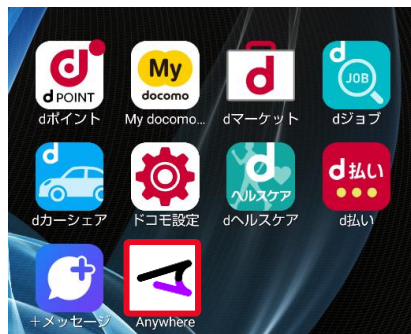 d
d POINT
My
docomo
d
d
JOB
dポイント
My docomo...
dマーケット
dジョブ
d
d
ヘルスケア
d払い
dカーシェア
ドコモ設定
dヘルスケア
d払い
+メッセージ
Anywhere